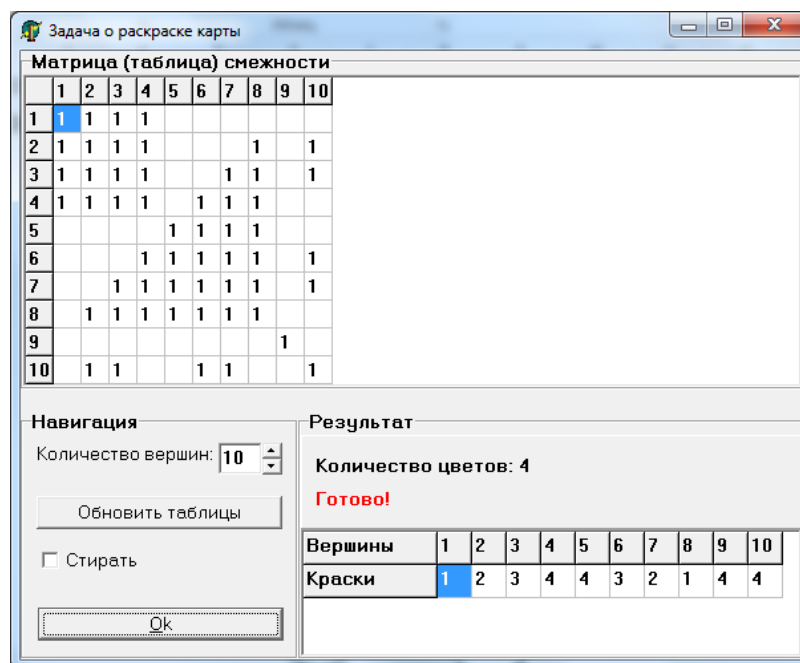 Задача о раскраске карты
Матрица (таблица) смежности
1 2 3 4 5 6 7 8 9 10
1 1 1 1 1
2 1 1 1 1 1 1
3 1 1 1 1 1 1 1
4 1 1 1 1 1 1 1
5 1 1 1 1
6 1 1 1 1 1 1
7 1 1 1 1 1 1 1
8 1 1 1 1 1 1 1
9 1
10 1 1 1 1 1
Навигация
Количество вершин: 10
Обновить таблицы
Стирать
Ok
Результат
Количество цветов: 4
Готово!
Вершины 1 2 3 4 5 6 7 8 9 10
Краски 1 2 3 4 4 3 2 1 4 4